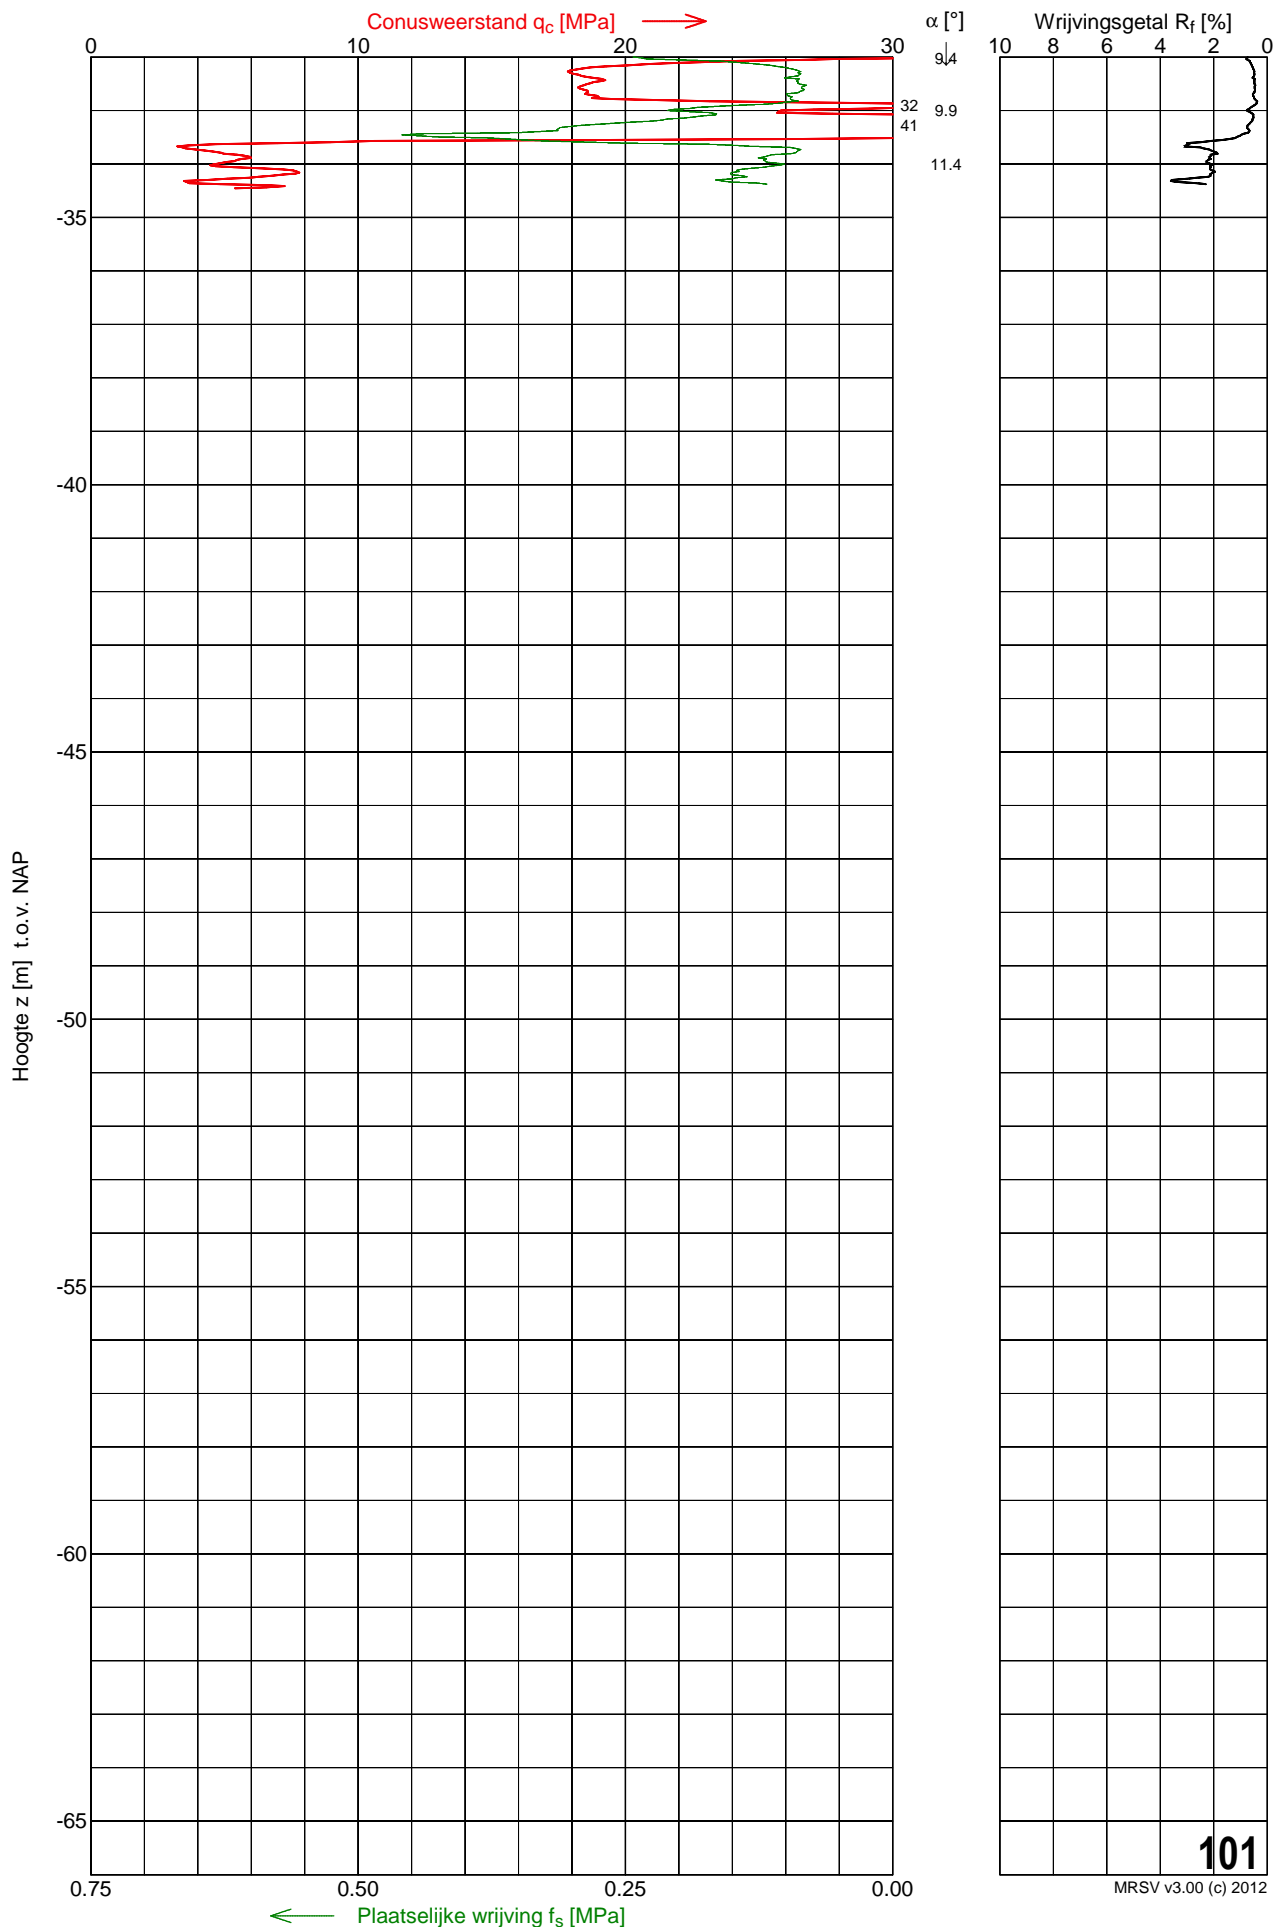 Conusweerstand qc [MPa]
α [°]
Wrijvingsgetal Rf [%]
0 10 20 30
10 8 6 4 2 0
9.4
32
9.9
41
11.4
-35
-40
-45
Hoogte z [m] t.o.v. NAP
-50
-55
-60
-65
101
0.75 0.50 0.25 0.00
MRSV v3.00 (c) 2012
Plaatselijke wrijving fs [MPa]